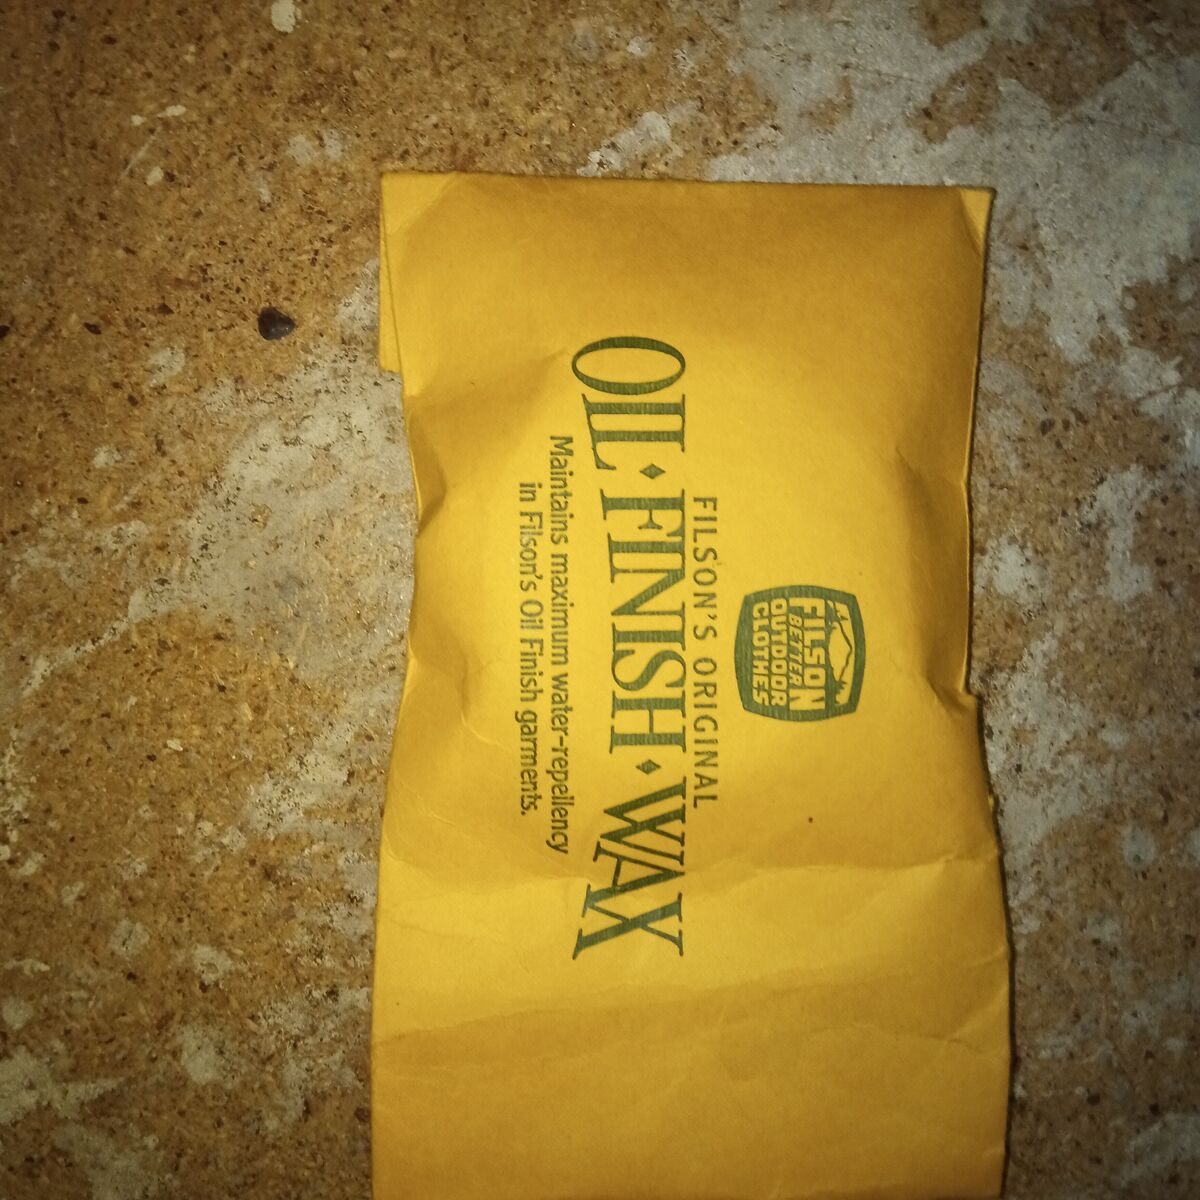 FILSON
BETTER
OUTDOOR
CLOTHES
FILSON'S ORIGINAL
OIL·FINISH·WAX
Maintains maximum water-repellency
in Filson's Oil Finish garments.